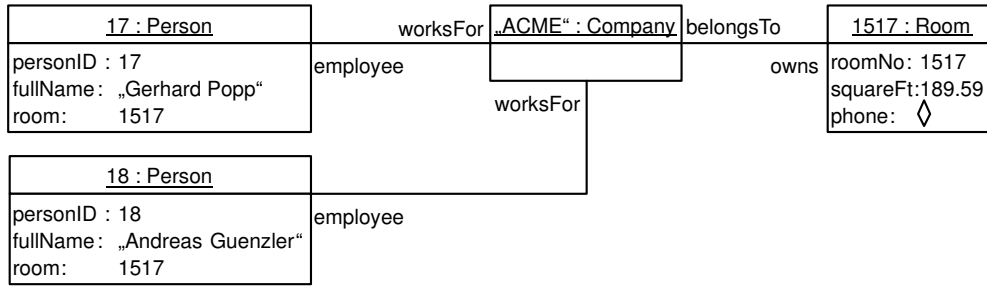 17 : Person
personID : 17
fullName: „Gerhard Popp“
room: 1517
employee
worksFor
„ACME“ : Company
belongsTo
owns
worksFor
1517 : Room
roomNo: 1517
squareFt:189.59
phone: ◊
18 : Person
personID : 18
fullName: „Andreas Guenzler“
room: 1517
employee